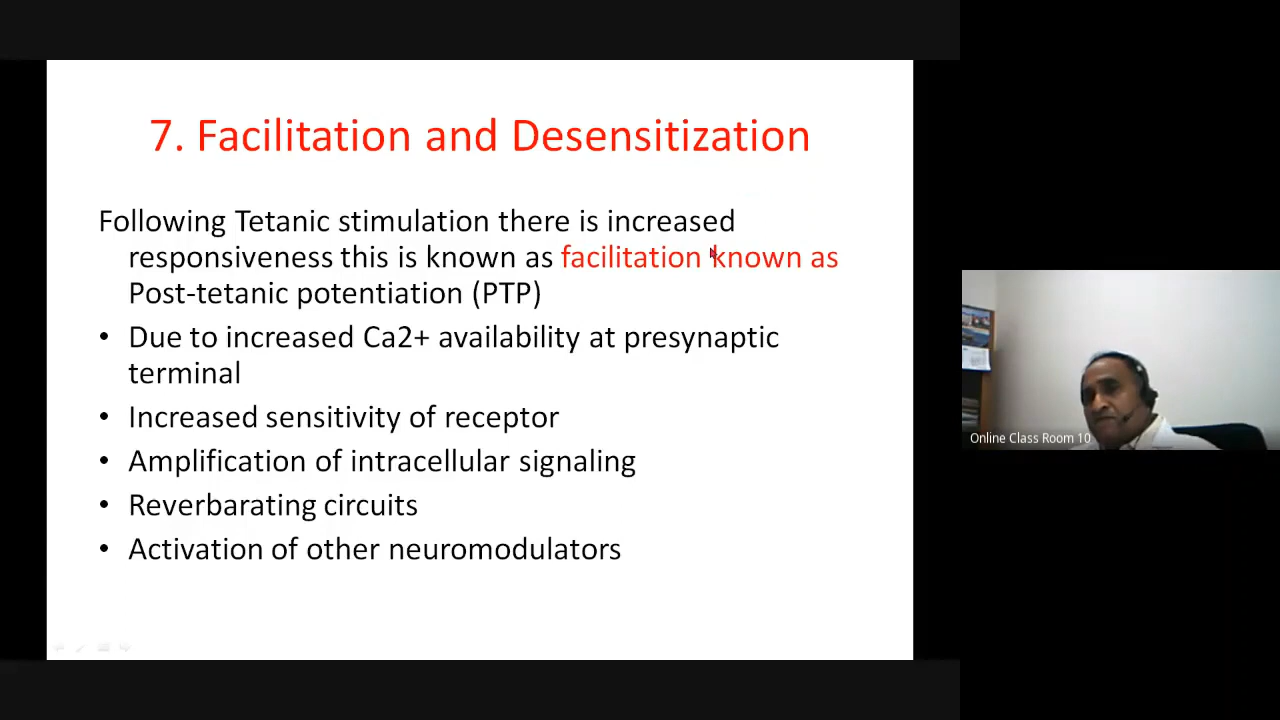 7. Facilitation and Desensitization
Following Tetanic stimulation there is increased
responsiveness this is known as facilitation known as
Post-tetanic potentiation (PTP)
• Due to increased Ca2+ availability at presynaptic
terminal
• Increased sensitivity of receptor
• Amplification of intracellular signaling
• Reverbarating circuits
• Activation of other neuromodulators
Online Class Room 10